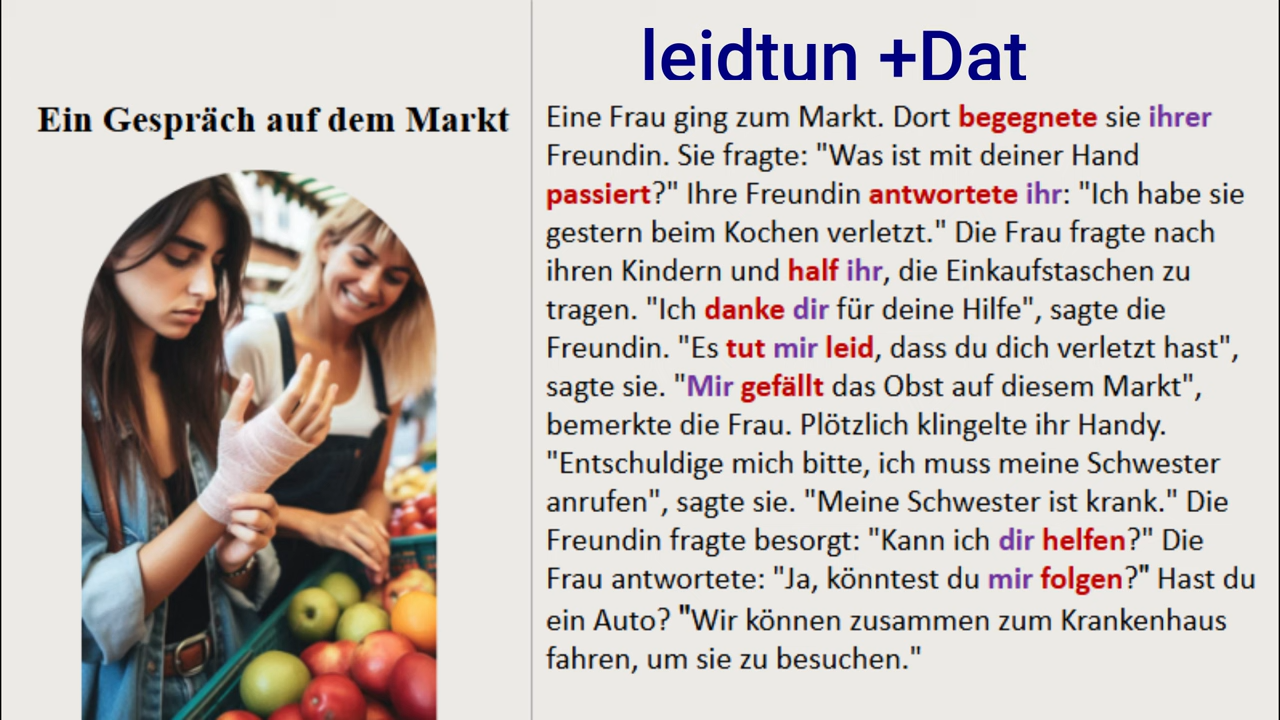 leidtun +Dat
Ein Gespräch auf dem Markt
Eine Frau ging zum Markt. Dort begegnete sie ihrer
Freundin. Sie fragte: "Was ist mit deiner Hand
passiert?" Ihre Freundin antwortete ihr: "Ich habe sie
gestern beim Kochen verletzt." Die Frau fragte nach
ihren Kindern und half ihr, die Einkaufstaschen zu
tragen. "Ich danke dir für deine Hilfe", sagte die
Freundin. "Es tut mir leid, dass du dich verletzt hast",
sagte sie. "Mir gefällt das Obst auf diesem Markt",
bemerkte die Frau. Plötzlich klingelte ihr Handy.
"Entschuldige mich bitte, ich muss meine Schwester
anrufen", sagte sie. "Meine Schwester ist krank." Die
Freundin fragte besorgt: "Kann ich dir helfen?" Die
Frau antwortete: "Ja, könntest du mir folgen?" Hast du
ein Auto? "Wir können zusammen zum Krankenhaus
fahren, um sie zu besuchen."